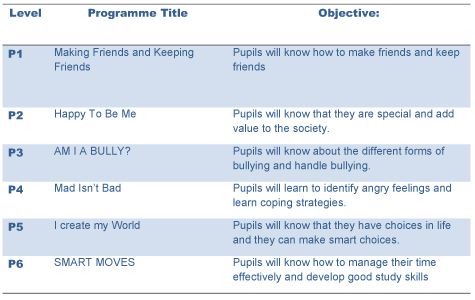 Level Programme Title Objective:
P1 Making Friends and Keeping Friends Pupils will know how to make friends and keep friends
P2 Happy To Be Me Pupils will know that they are special and add value to the society.
P3 AM I A BULLY? Pupils will know about the different forms of bullying and handle bullying.
P4 Mad Isn't Bad Pupils will learn to identify angry feelings and learn coping strategies.
P5 I create my World Pupils will know that they have choices in life and they can make smart choices.
P6 SMART MOVES Pupils will know how to manage their time effectively and develop good study skills